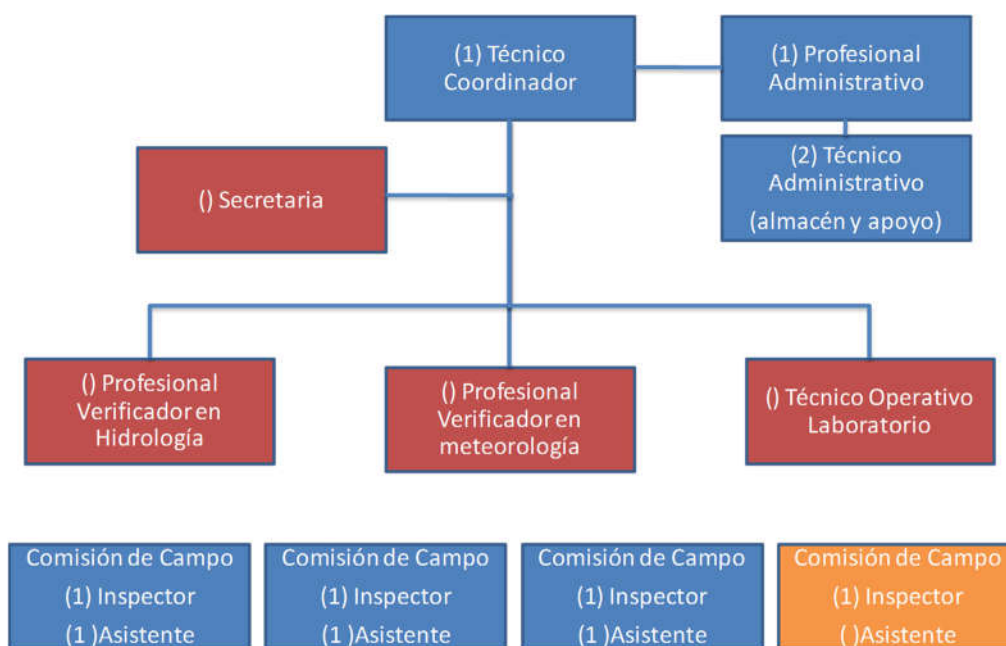 (1) Técnico
Coordinador
(1) Profesional
Administrativo
(2) Técnico
Administrativo
(almacén y apoyo)
() Secretaria
() Profesional
Verificador en
Hidrología
() Profesional
Verificador en
meteorología
() Técnico Operativo
Laboratorio
Comisión de Campo
(1) Inspector
(1 )Asistente
Comisión de Campo
(1) Inspector
(1 )Asistente
Comisión de Campo
(1) Inspector
(1 )Asistente
Comisión de Campo
(1) Inspector
( )Asistente